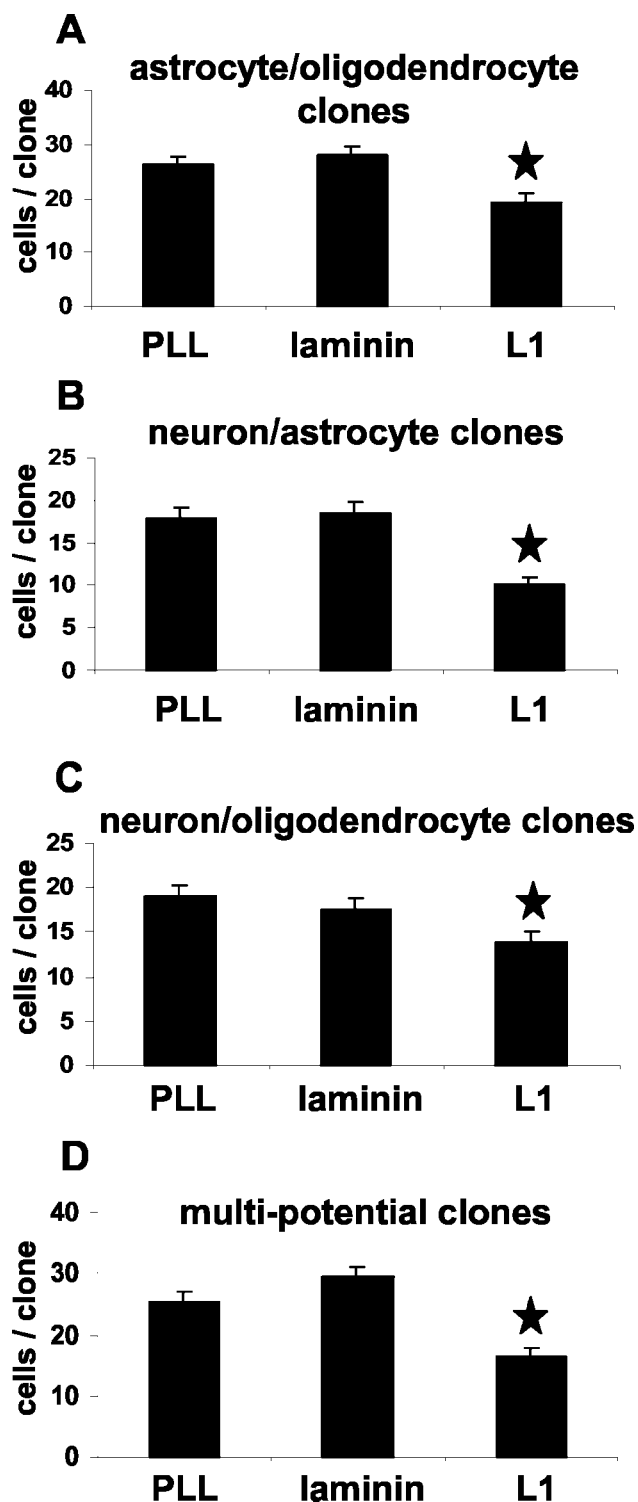 A
astrocyte/oligodendrocyte
clones
cells / clone
40
30
20
10
0
PLL laminin L1
B
neuron/astrocyte clones
cells / clone
25
20
15
10
5
0
PLL laminin L1
C
neuron/oligodendrocyte clones
cells / clone
25
20
15
10
5
0
PLL laminin L1
D
multi-potential clones
cells / clone
40
30
20
10
0
PLL laminin L1